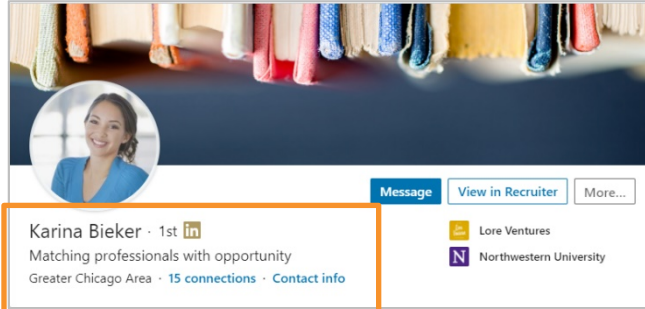 Message
View in Recruiter
More...
Karina Bieker · 1st in
Matching professionals with opportunity
Greater Chicago Area · 15 connections · Contact info
Lore Ventures
N Northwestern University